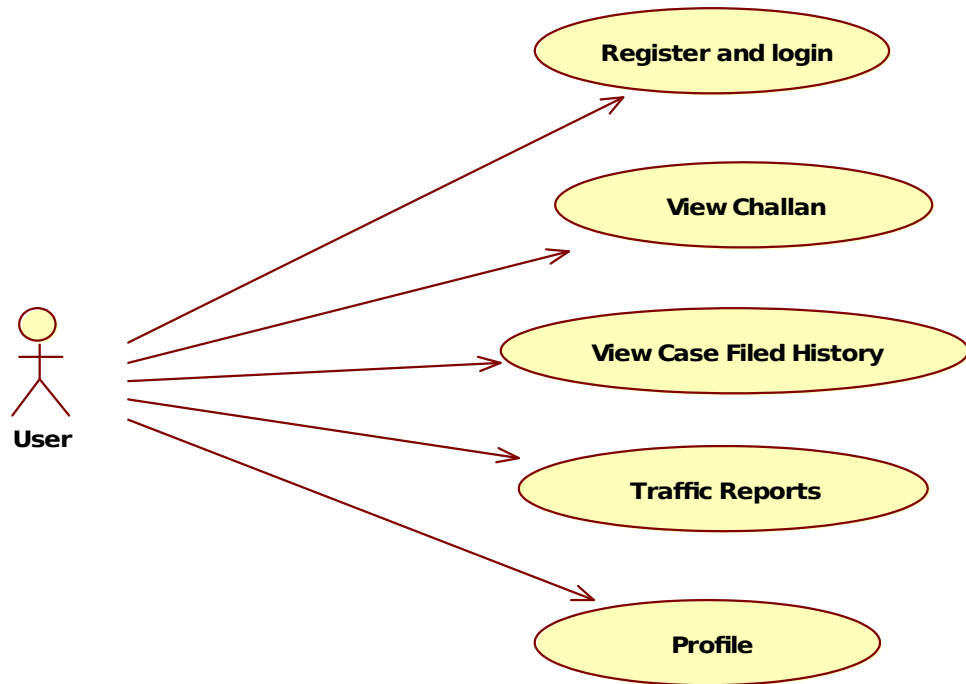 Register and login
View Challan
View Case Filed History
User
Traffic Reports
Profile